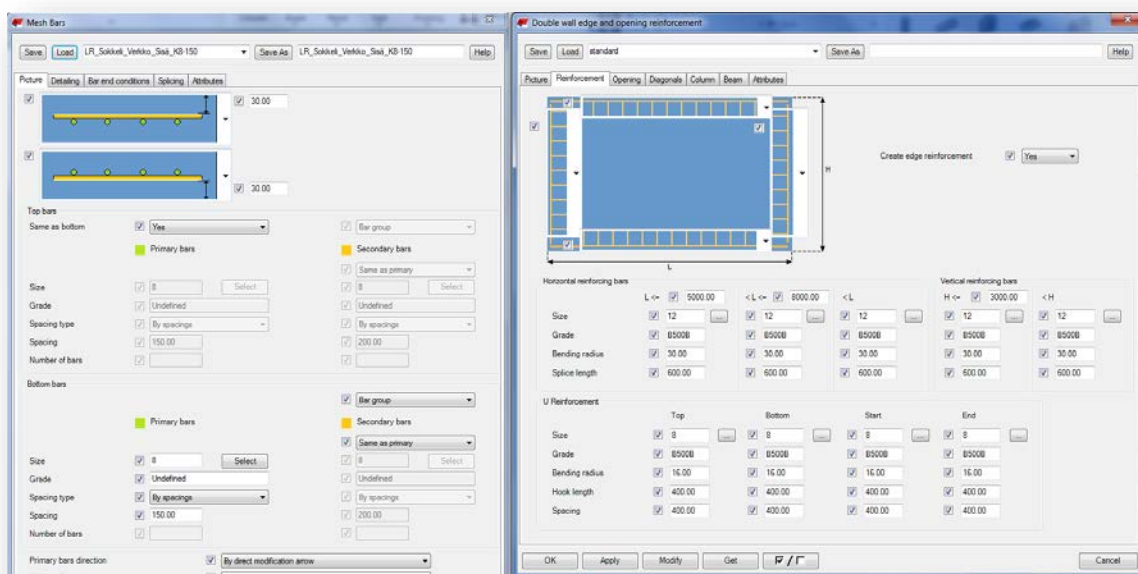 Mesh Bars
Save Load LR_Sokkeli_Verkko_Sisä_K8-150 Save As LR_Sokkeli_Verkko_Sisä_K8-150 Help
Picture Detailing Bar end conditions Splicing Attributes
30.00
30.00
Top bars
Same as bottom Yes Bar group
Primary bars Secondary bars
Same as primary
Size 8 Select 8 Select
Grade Undefined Undefined
Spacing type By spacings By spacings
Spacing 150.00 200.00
Number of bars
Bottom bars
Bar group
Primary bars Secondary bars
Same as primary
Size 8 Select 8 Select
Grade Undefined Undefined
Spacing type By spacings By spacings
Spacing 150.00 200.00
Number of bars
Primary bars direction By direct modification arrow
Double wall edge and opening reinforcement
Save Load standard Save As Help
Picture Reinforcement Opening Diagonals Column Beam Attributes
Create edge reinforcement Yes
H
L
Horizontal reinforcing bars Vertical reinforcing bars
L <= 5000.00 < L <= 8000.00 < L H <= 3000.00 < H
Size 12 ... 12 ... 12 ... 12 ... 12 ...
Grade B500B B500B B500B B500B B500B
Bending radius 30.00 30.00 30.00 30.00 30.00
Splice length 600.00 600.00 600.00 600.00 600.00
U Reinforcement
Top Bottom Start End
Size 8 ... 8 ... 8 ... 8 ...
Grade B500B B500B B500B B500B
Bending radius 16.00 16.00 16.00 16.00
Hook length 400.00 400.00 400.00 400.00
Spacing 400.00 400.00 400.00 400.00
OK Apply Modify Get / Cancel